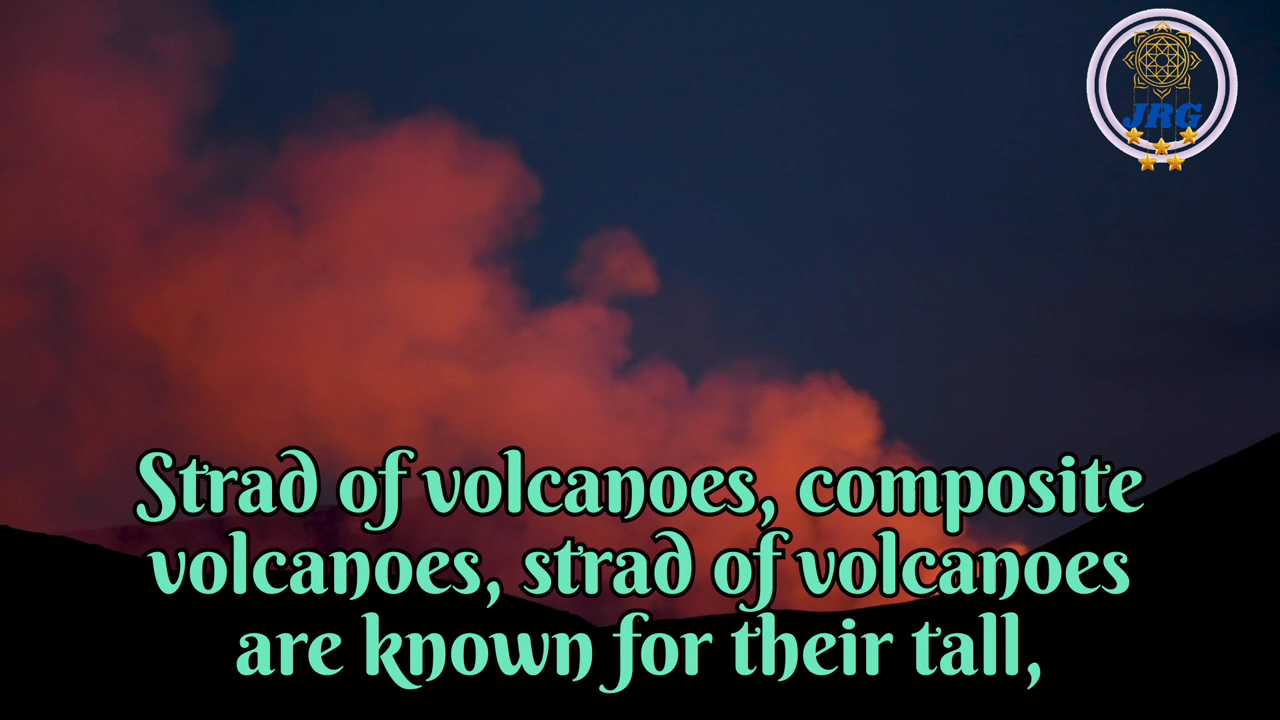 JRG
Strad of volcanoes, composite
volcanoes, strad of volcanoes
are known for their tall,